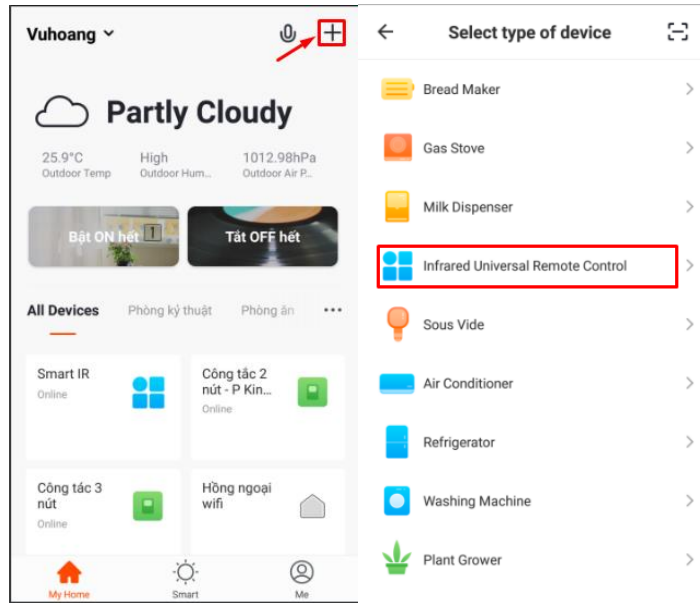 Vuhoang
Partly Cloudy
25.9°C
Outdoor Temp
High
Outdoor Hum...
1012.98hPa
Outdoor Air P...
Bật ON hết
1
Tắt OFF hết
All Devices
Phòng kỹ thuật
Phòng ăn
Smart IR
Online
Công tắc 2
nút - P Kin...
Online
Công tác 3
nút
Online
Hồng ngoại
wifi
My Home
Smart
Me
Select type of device
Bread Maker
Gas Stove
Milk Dispenser
Infrared Universal Remote Control
Sous Vide
Air Conditioner
Refrigerator
Washing Machine
Plant Grower